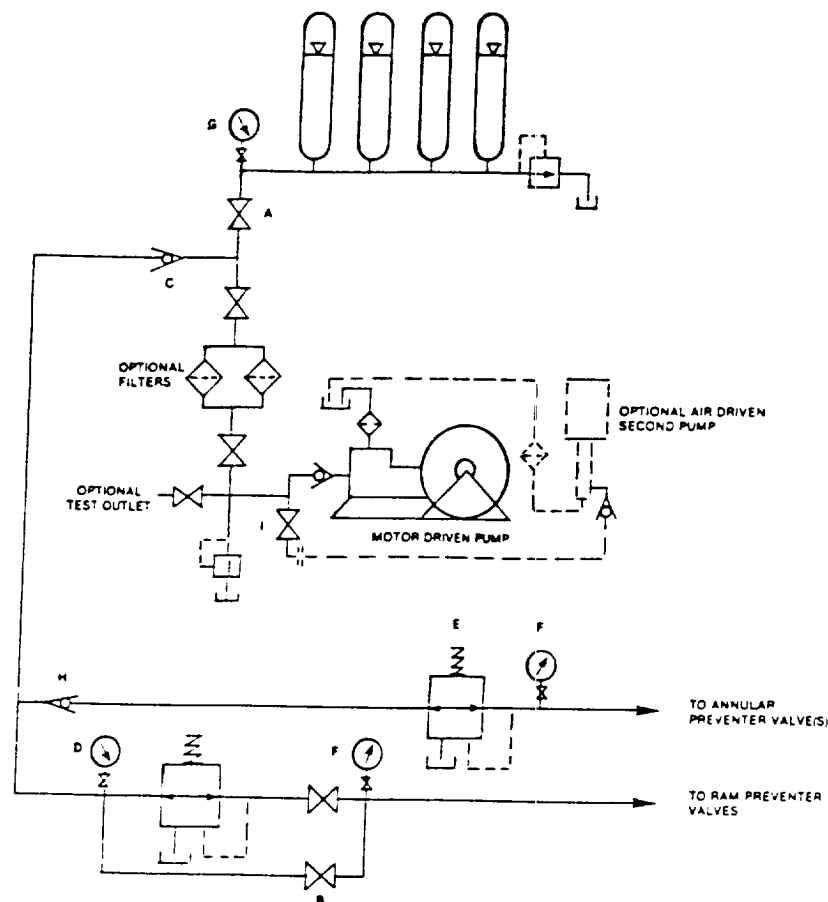 G
A
C
OPTIONAL
FILTERS
OPTIONAL AIR DRIVEN
SECOND PUMP
OPTIONAL
TEST OUTLET
I
MOTOR DRIVEN PUMP
E
F
H
TO ANNULAR
PREVENTER VALVE(S)
D
F
TO RAM PREVENTER
VALVES
B